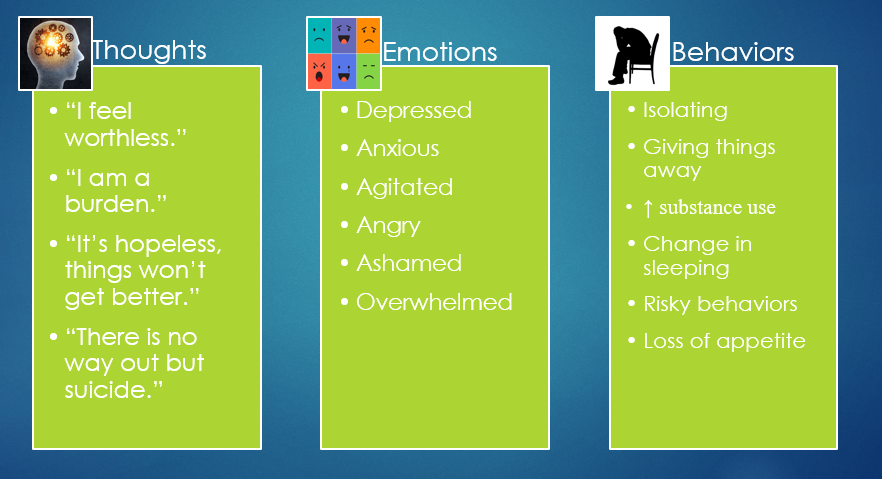 Thoughts
• “I feel
worthless.”
• “I am a
burden.”
• “It’s hopeless,
things won’t
get better.”
• “There is no
way out but
suicide.”
Emotions
• Depressed
• Anxious
• Agitated
• Angry
• Ashamed
• Overwhelmed
Behaviors
• Isolating
• Giving things
away
• ↑ substance use
• Change in
sleeping
• Risky behaviors
• Loss of appetite